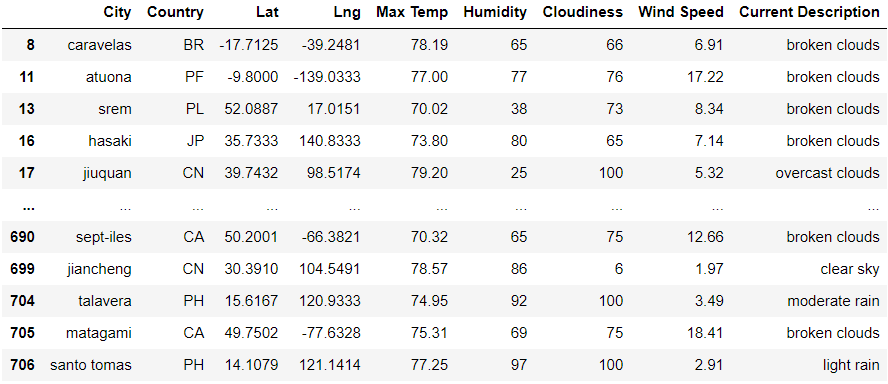 City Country Lat Lng Max Temp Humidity Cloudiness Wind Speed Current Description
8 caravelas BR -17.7125 -39.2481 78.19 65 66 6.91 broken clouds
11 atuona PF -9.8000 -139.0333 77.00 77 76 17.22 broken clouds
13 srem PL 52.0887 17.0151 70.02 38 73 8.34 broken clouds
16 hasaki JP 35.7333 140.8333 73.80 80 65 7.14 broken clouds
17 jiuquan CN 39.7432 98.5174 79.20 25 100 5.32 overcast clouds
... ... ... ... ... ... ... ... ... ...
690 sept-iles CA 50.2001 -66.3821 70.32 65 75 12.66 broken clouds
699 jiancheng CN 30.3910 104.5491 78.57 86 6 1.97 clear sky
704 talavera PH 15.6167 120.9333 74.95 92 100 3.49 moderate rain
705 matagami CA 49.7502 -77.6328 75.31 69 75 18.41 broken clouds
706 santo tomas PH 14.1079 121.1414 77.25 97 100 2.91 light rain